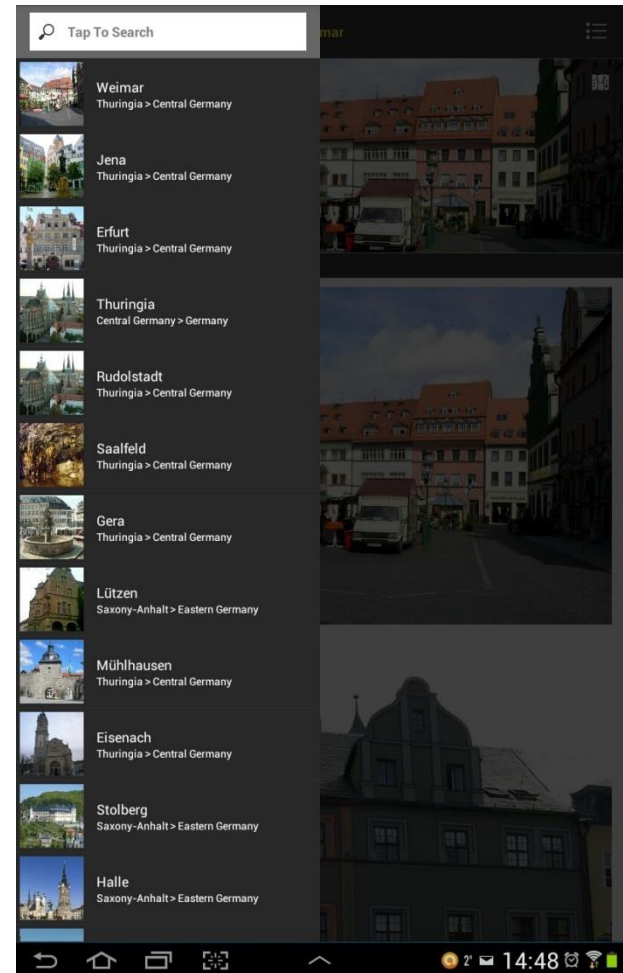 Tap To Search
mar
Weimar
Thuringia > Central Germany
Jena
Thuringia > Central Germany
Erfurt
Thuringia > Central Germany
Thuringia
Central Germany > Germany
Rudolstadt
Thuringia > Central Germany
Saalfeld
Thuringia > Central Germany
Gera
Thuringia > Central Germany
Lützen
Saxony-Anhalt > Eastern Germany
Mühlhausen
Thuringia > Central Germany
Eisenach
Thuringia > Central Germany
Stolberg
Saxony-Anhalt > Eastern Germany
Halle
Saxony-Anhalt > Eastern Germany
2° 14:48